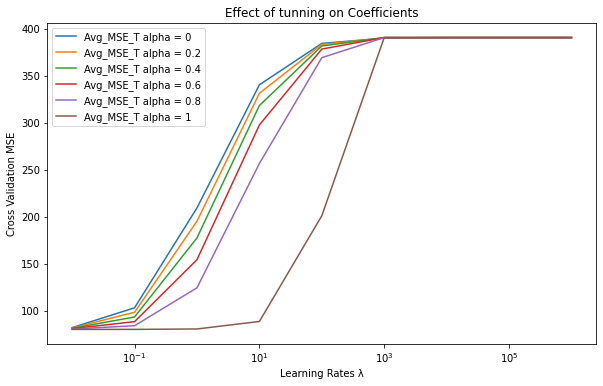 Effect of tunning on Coefficients
Avg_MSE_T alpha = 0
Avg_MSE_T alpha = 0.2
Avg_MSE_T alpha = 0.4
Avg_MSE_T alpha = 0.6
Avg_MSE_T alpha = 0.8
Avg_MSE_T alpha = 1
Cross Validation MSE
400
350
300
250
200
150
100
10⁻¹ 10¹ 10³ 10⁵
Learning Rates λ